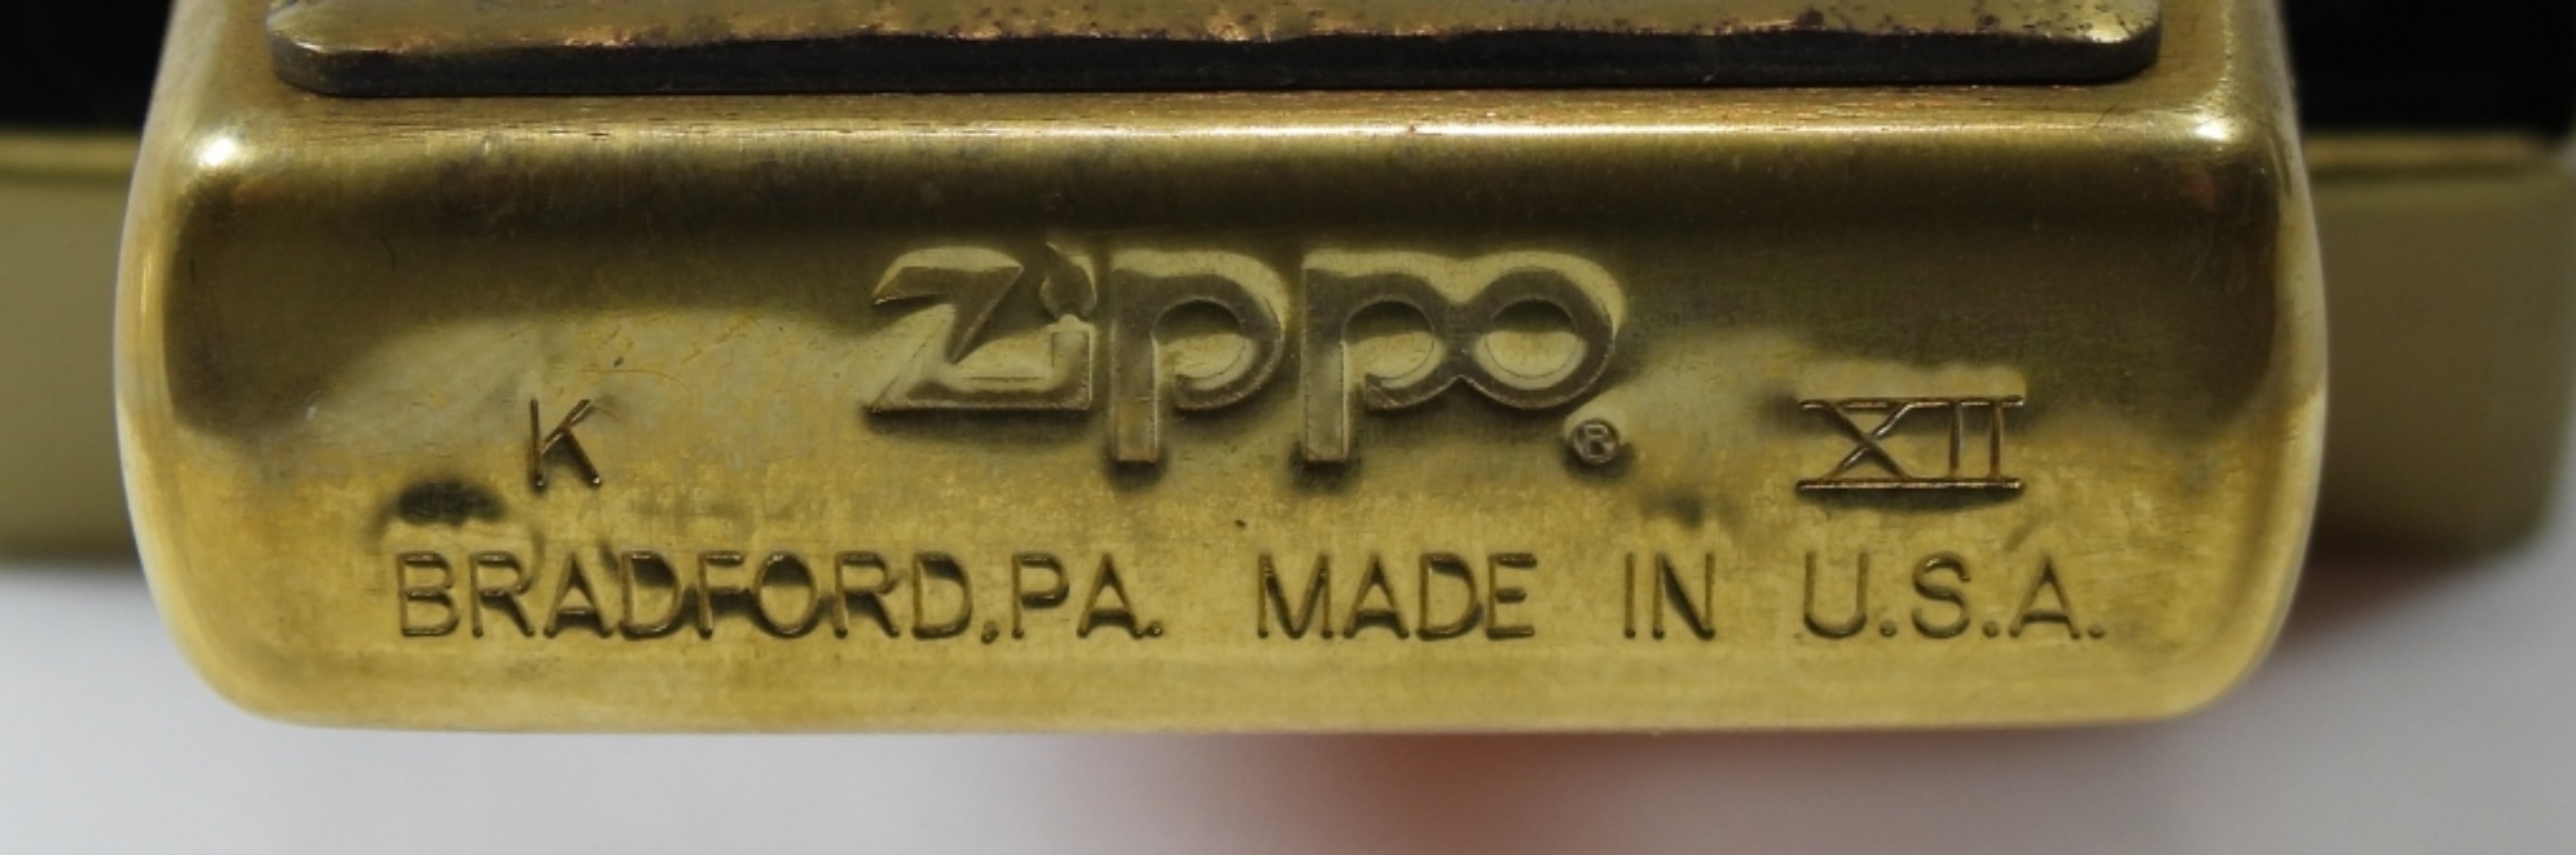 Zippo ®
K XII
BRADFORD,PA. MADE IN U.S.A.